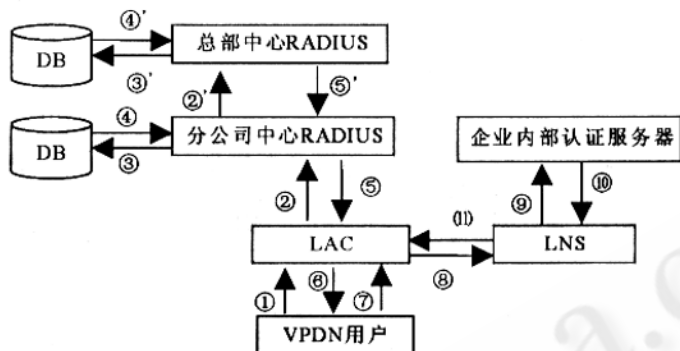 ④'
总部中心RADIUS
DB
③'
②'
⑤'
④
分公司中心RADIUS
企业内部认证服务器
DB
③
②
⑤
⑨
⑩
(11)
LAC
LNS
⑧
①
⑥
⑦
VPDN用户